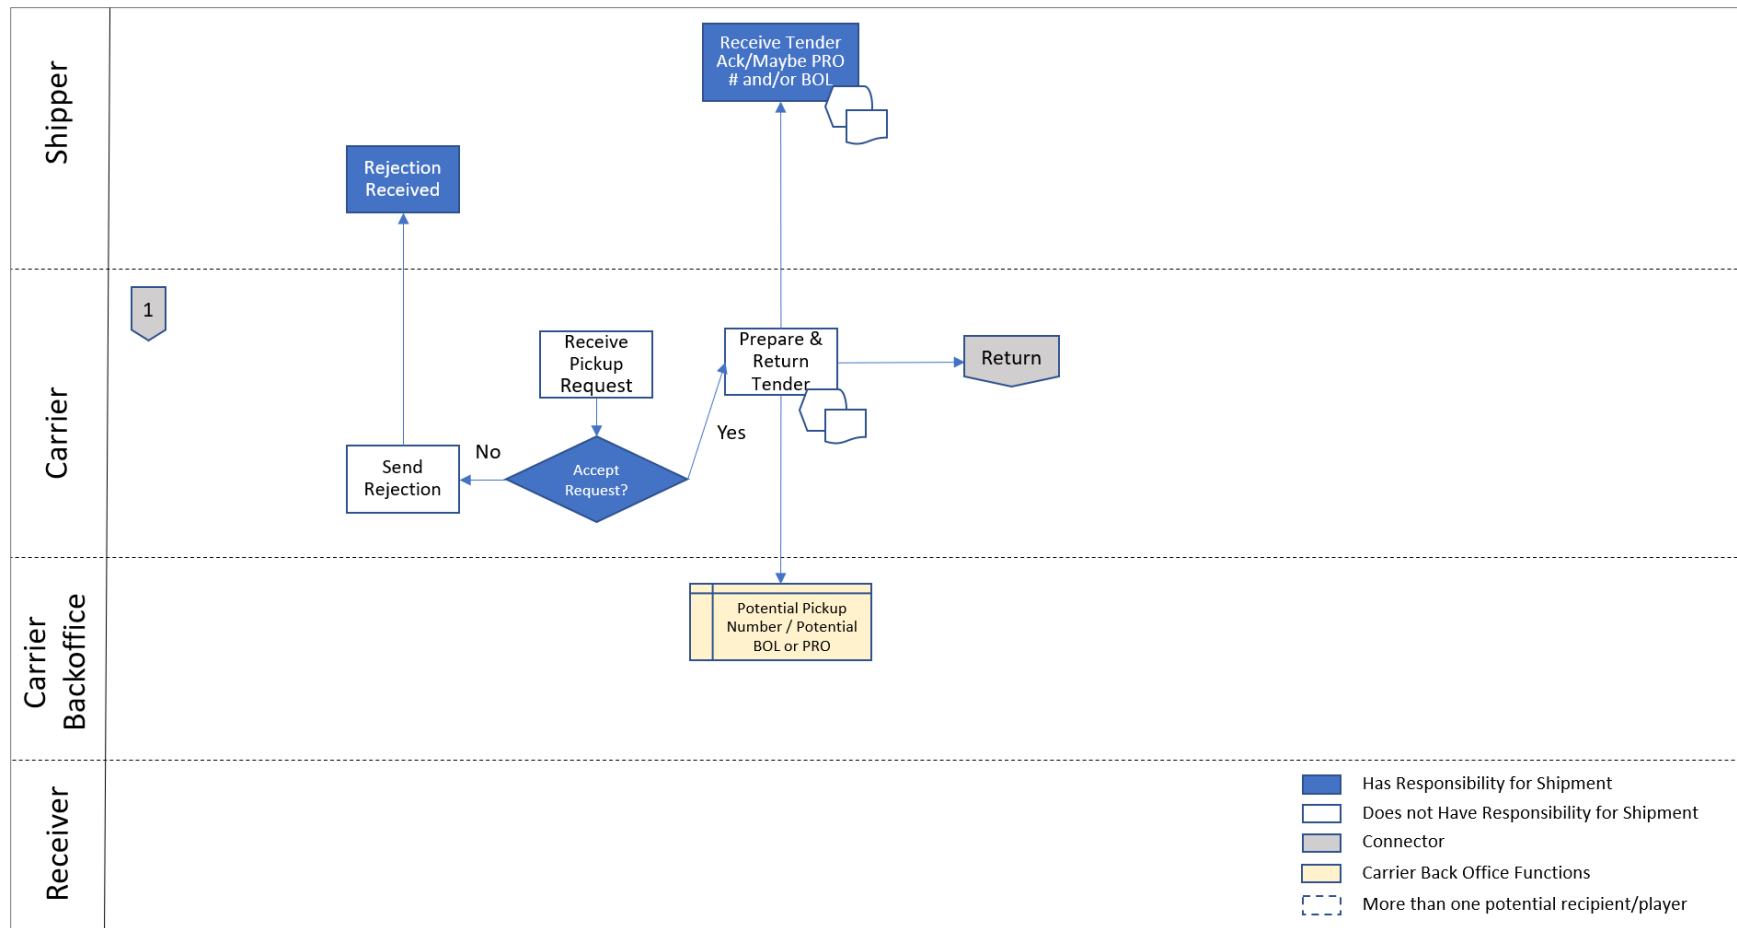 Shipper
Receive Tender
Ack/Maybe PRO
# and/or BOL
Rejection
Received
Carrier
1
Receive
Pickup
Request
Prepare &
Return
Tender
Return
Yes
No
Send
Rejection
Accept
Request?
Carrier
Backoffice
Potential Pickup
Number / Potential
BOL or PRO
Receiver
Has Responsibility for Shipment
Does not Have Responsibility for Shipment
Connector
Carrier Back Office Functions
More than one potential recipient/player